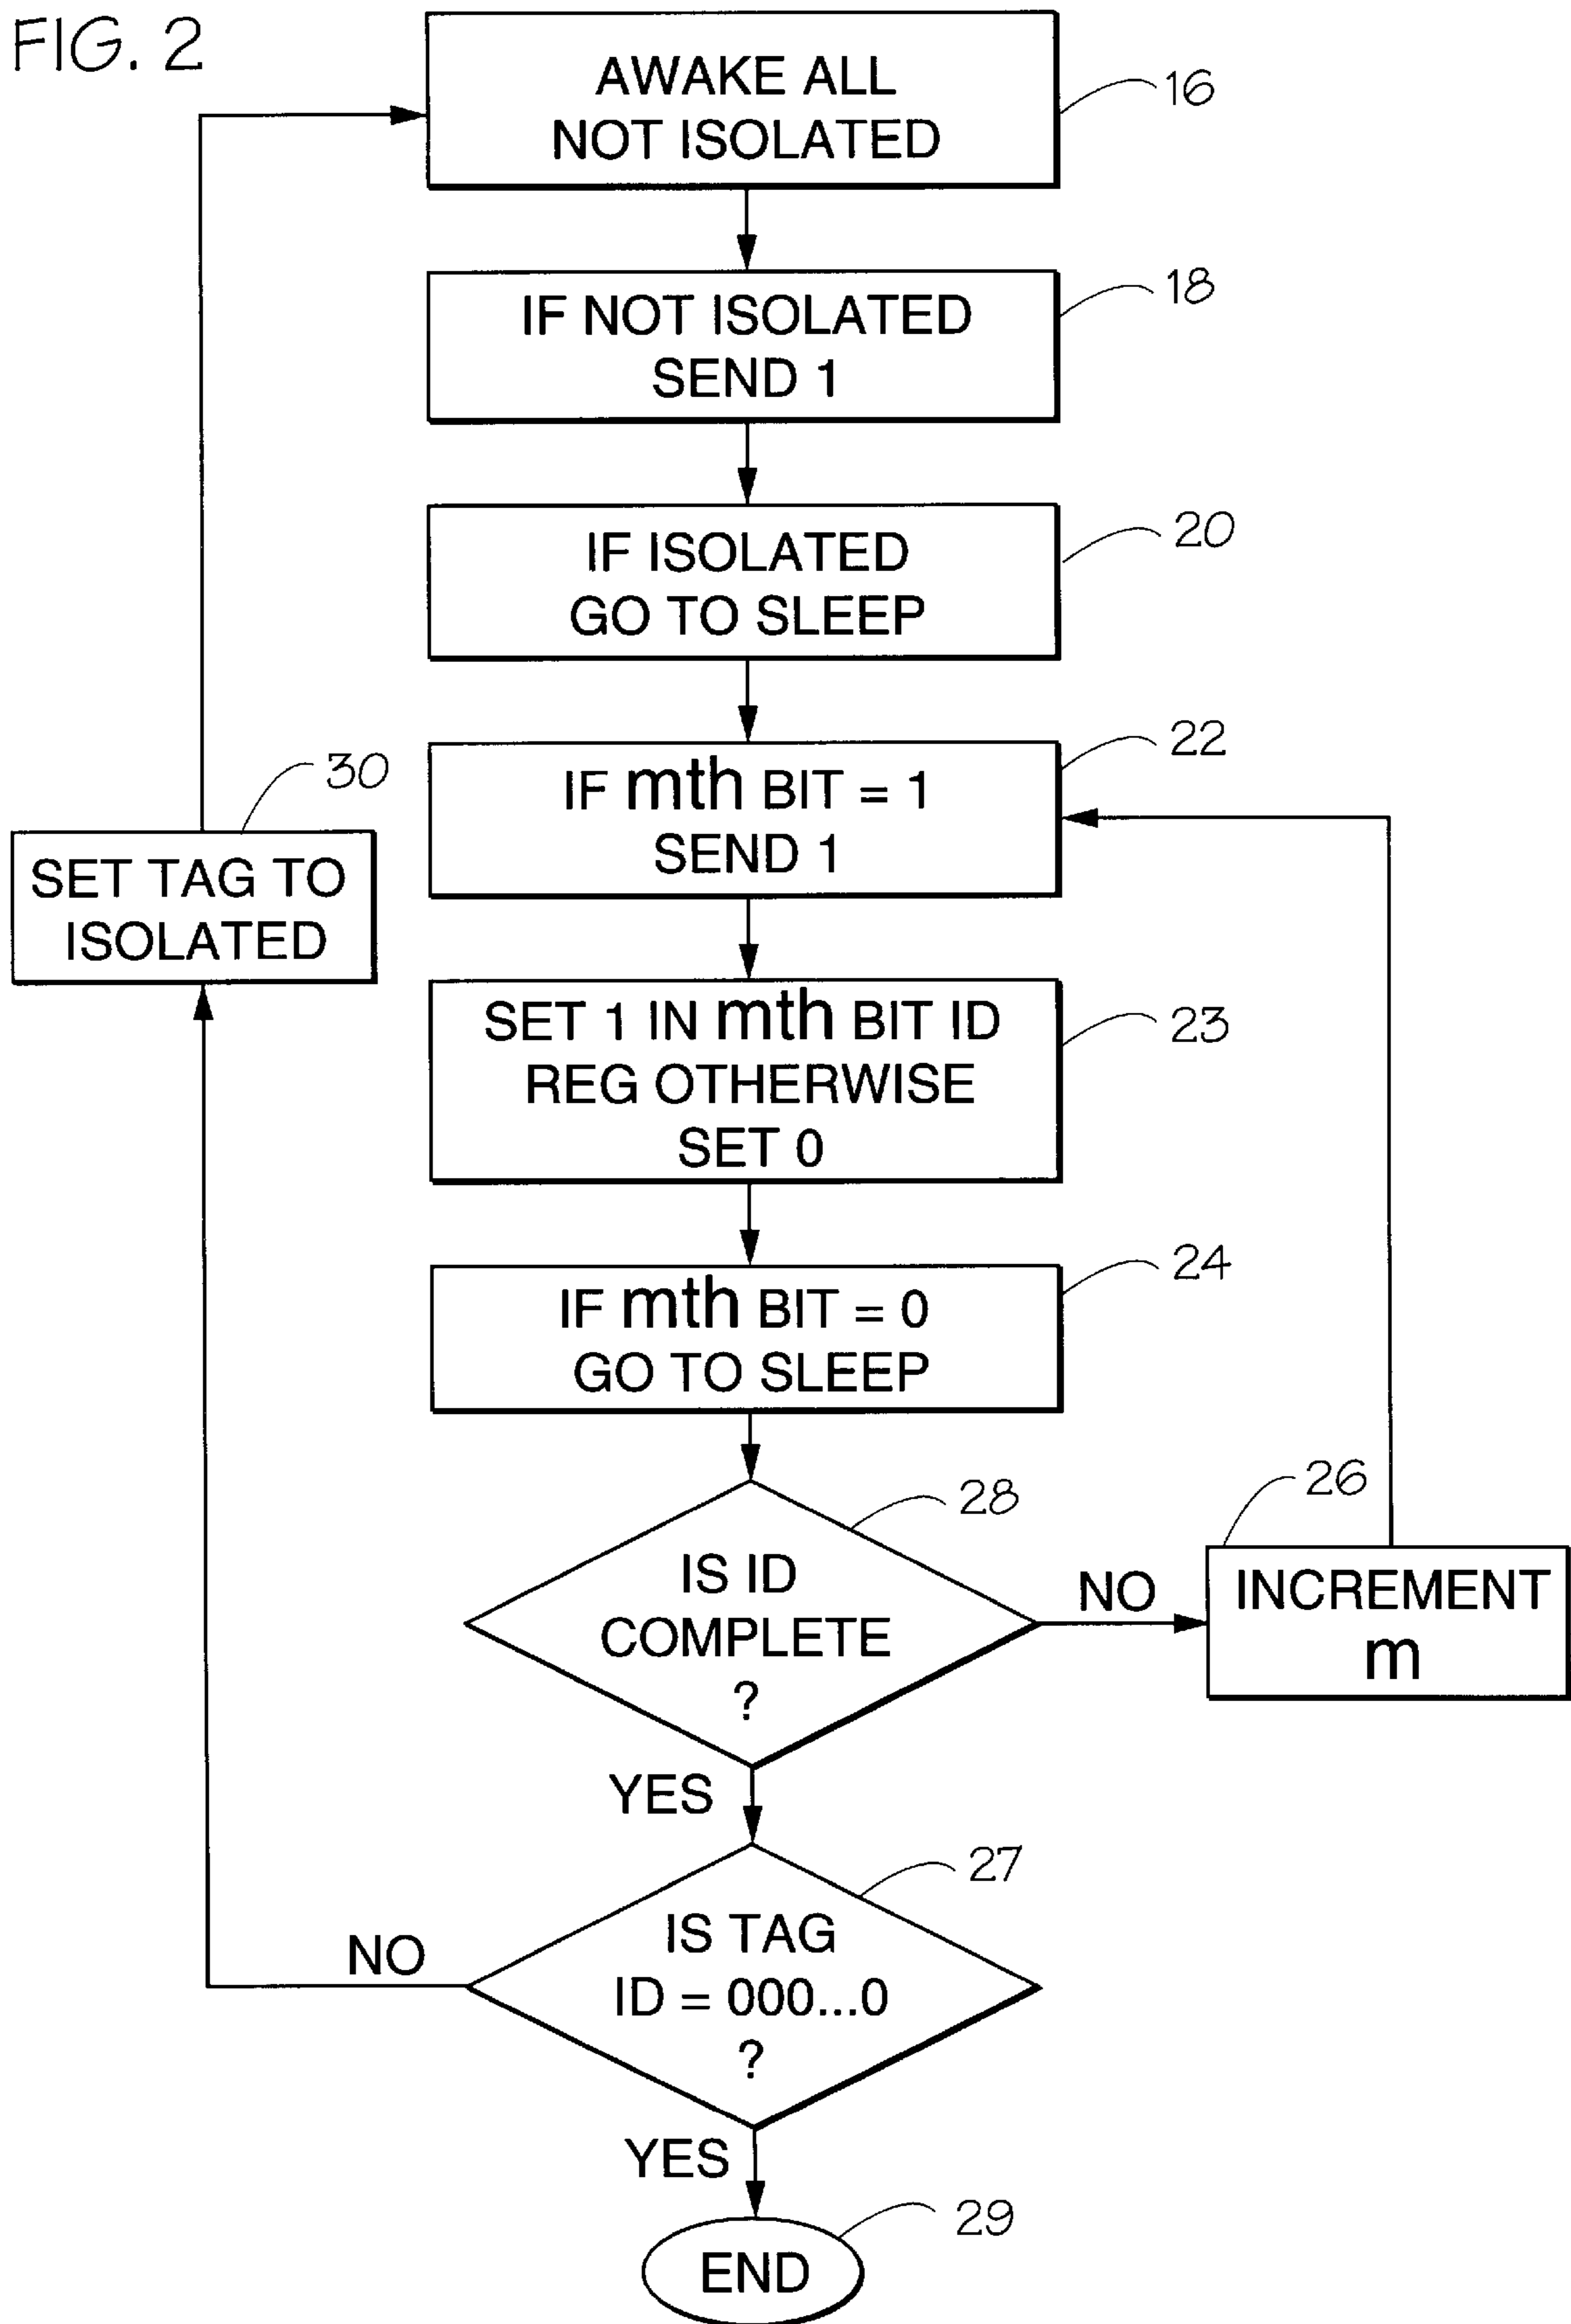 FIG. 2
AWAKE ALL
NOT ISOLATED
16
IF NOT ISOLATED
SEND 1
18
IF ISOLATED
GO TO SLEEP
20
IF mth BIT = 1
SEND 1
22
30
SET TAG TO
ISOLATED
SET 1 IN mth BIT ID
REG OTHERWISE
SET 0
23
IF mth BIT = 0
GO TO SLEEP
24
28
IS ID
COMPLETE
?
NO
26
INCREMENT
m
YES
27
IS TAG
ID = 000...0
?
NO
YES
29
END